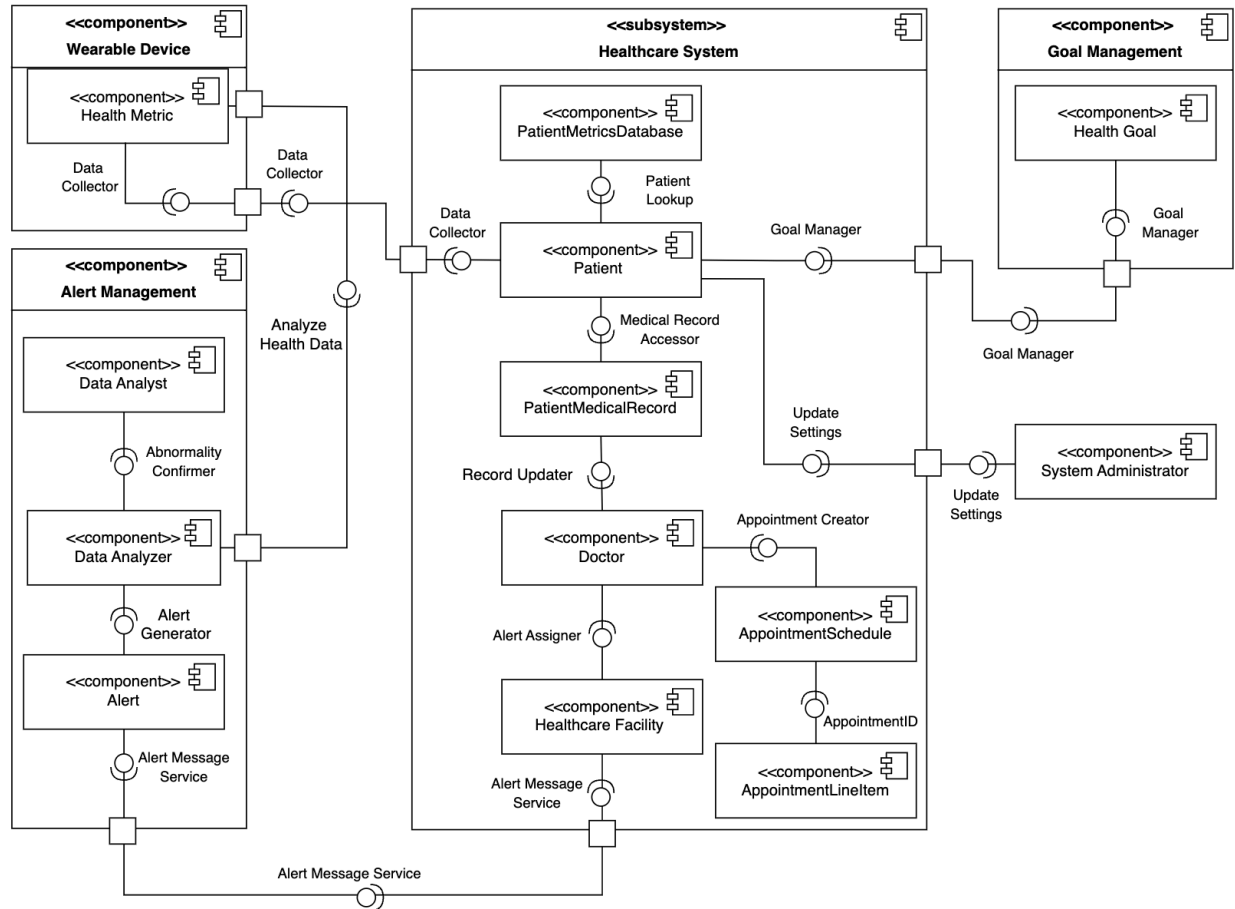 <<component>>
Wearable Device
<<component>>
Health Metric
Data
Collector
Data
Collector
<<component>>
Alert Management
<<component>>
Data Analyst
Abnormality
Confirmer
<<component>>
Data Analyzer
Alert
Generator
<<component>>
Alert
Alert Message
Service
Analyze
Health Data
Alert Message Service
<<subsystem>>
Healthcare System
<<component>>
PatientMetricsDatabase
Patient
Lookup
Data
Collector
<<component>>
Patient
Goal Manager
Medical Record
Accessor
<<component>>
PatientMedicalRecord
Update
Settings
Record Updater
<<component>>
Doctor
Appointment Creator
<<component>>
AppointmentSchedule
Alert Assigner
<<component>>
Healthcare Facility
AppointmentID
<<component>>
AppointmentLineItem
Alert Message
Service
<<component>>
Goal Management
<<component>>
Health Goal
Goal
Manager
Goal Manager
<<component>>
System Administrator
Update
Settings